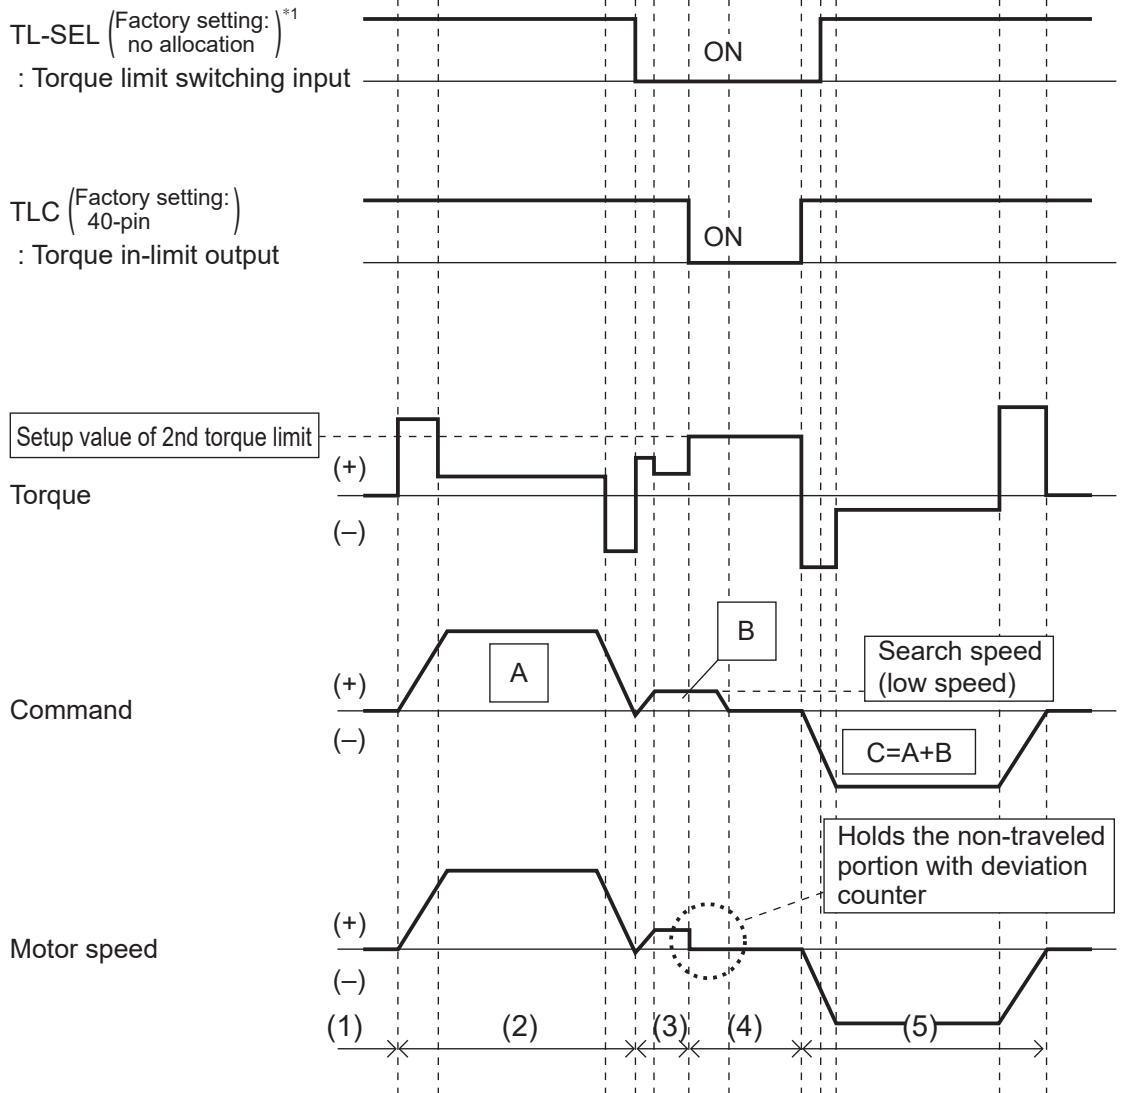 TL-SEL (Factory setting: no allocation)*1
: Torque limit switching input
ON
TLC (Factory setting: 40-pin)
: Torque in-limit output
ON
Setup value of 2nd torque limit
(+)
Torque
(–)
B
A
Search speed
(low speed)
(+)
Command
(–)
C=A+B
Holds the non-traveled
portion with deviation
counter
(+)
Motor speed
(–)
(1) (2) (3) (4) (5)